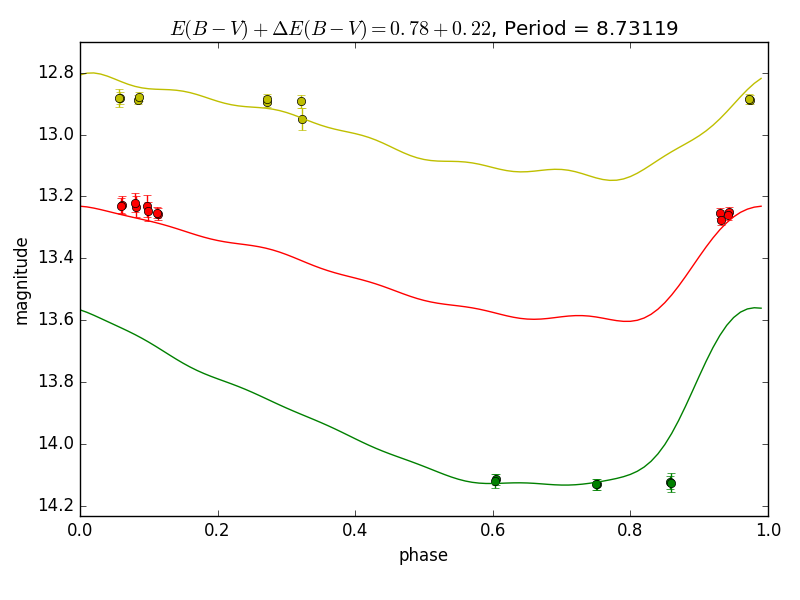 E(B − V) + ΔE(B − V) = 0.78 + 0.22, Period = 8.73119
12.8
13.0
13.2
13.4
13.6
13.8
14.0
14.2
magnitude
0.0 0.2 0.4 0.6 0.8 1.0
phase